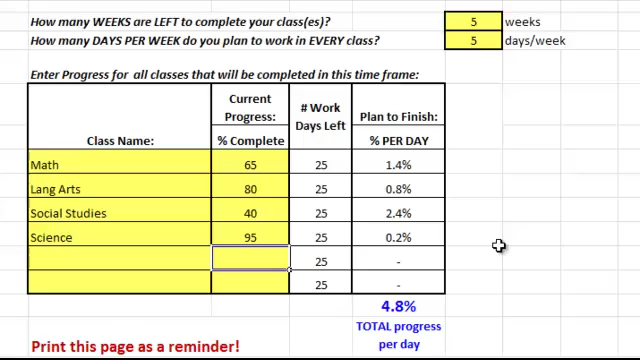 How many WEEKS are LEFT to complete your class(es)? 5 weeks
How many DAYS PER WEEK do you plan to work in EVERY class? 5 days/week
Enter Progress for all classes that will be completed in this time frame:
Class Name: Current Progress: % Complete # Work Days Left Plan to Finish: % PER DAY
Math 65 25 1.4%
Lang Arts 80 25 0.8%
Social Studies 40 25 2.4%
Science 95 25 0.2%
25 -
25 -
4.8%
TOTAL progress
per day
Print this page as a reminder!